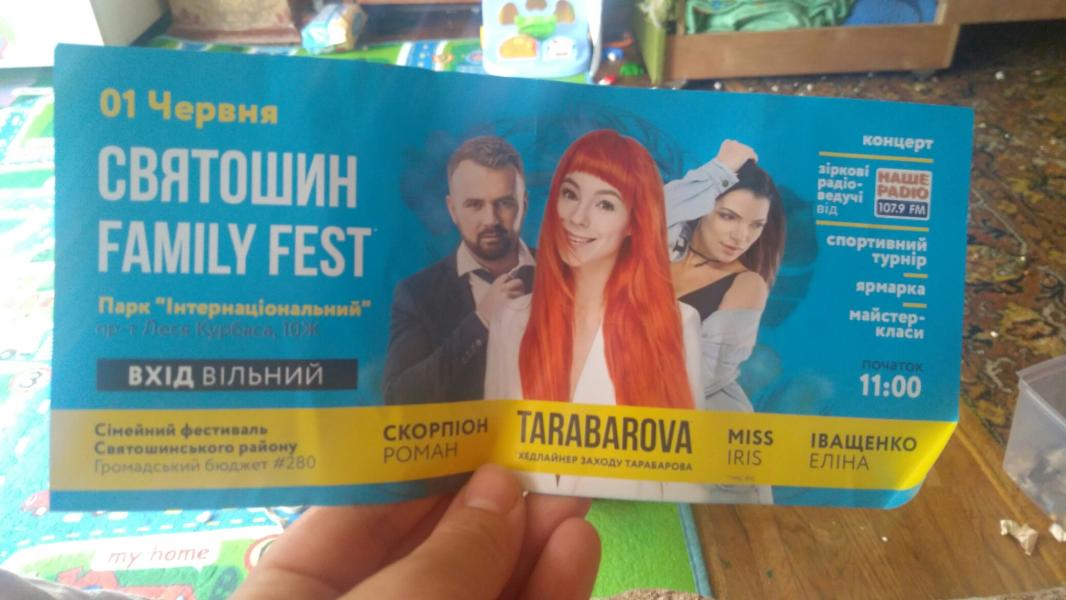 01 Червня
СВЯТОШИН
FAMILY FEST
Парк "Інтернаціональний"
пр-т Леся Курбаса, 10Ж
ВХІД ВІЛЬНИЙ
концерт
зіркові
радіо-
ведучі
від
НАШЕ
РАДІО
107.9 FM
спортивний
турнір
ярмарка
майстер-
класи
початок
11:00
Сімейний фестиваль
Святошинського району
Громадський бюджет #280
СКОРПІОН
РОМАН
TARABAROVA
ХЕДЛАЙНЕР ЗАХОДУ ТАРАБАРОВА
MISS
IRIS
ІВАЩЕНКО
ЕЛІНА
my home